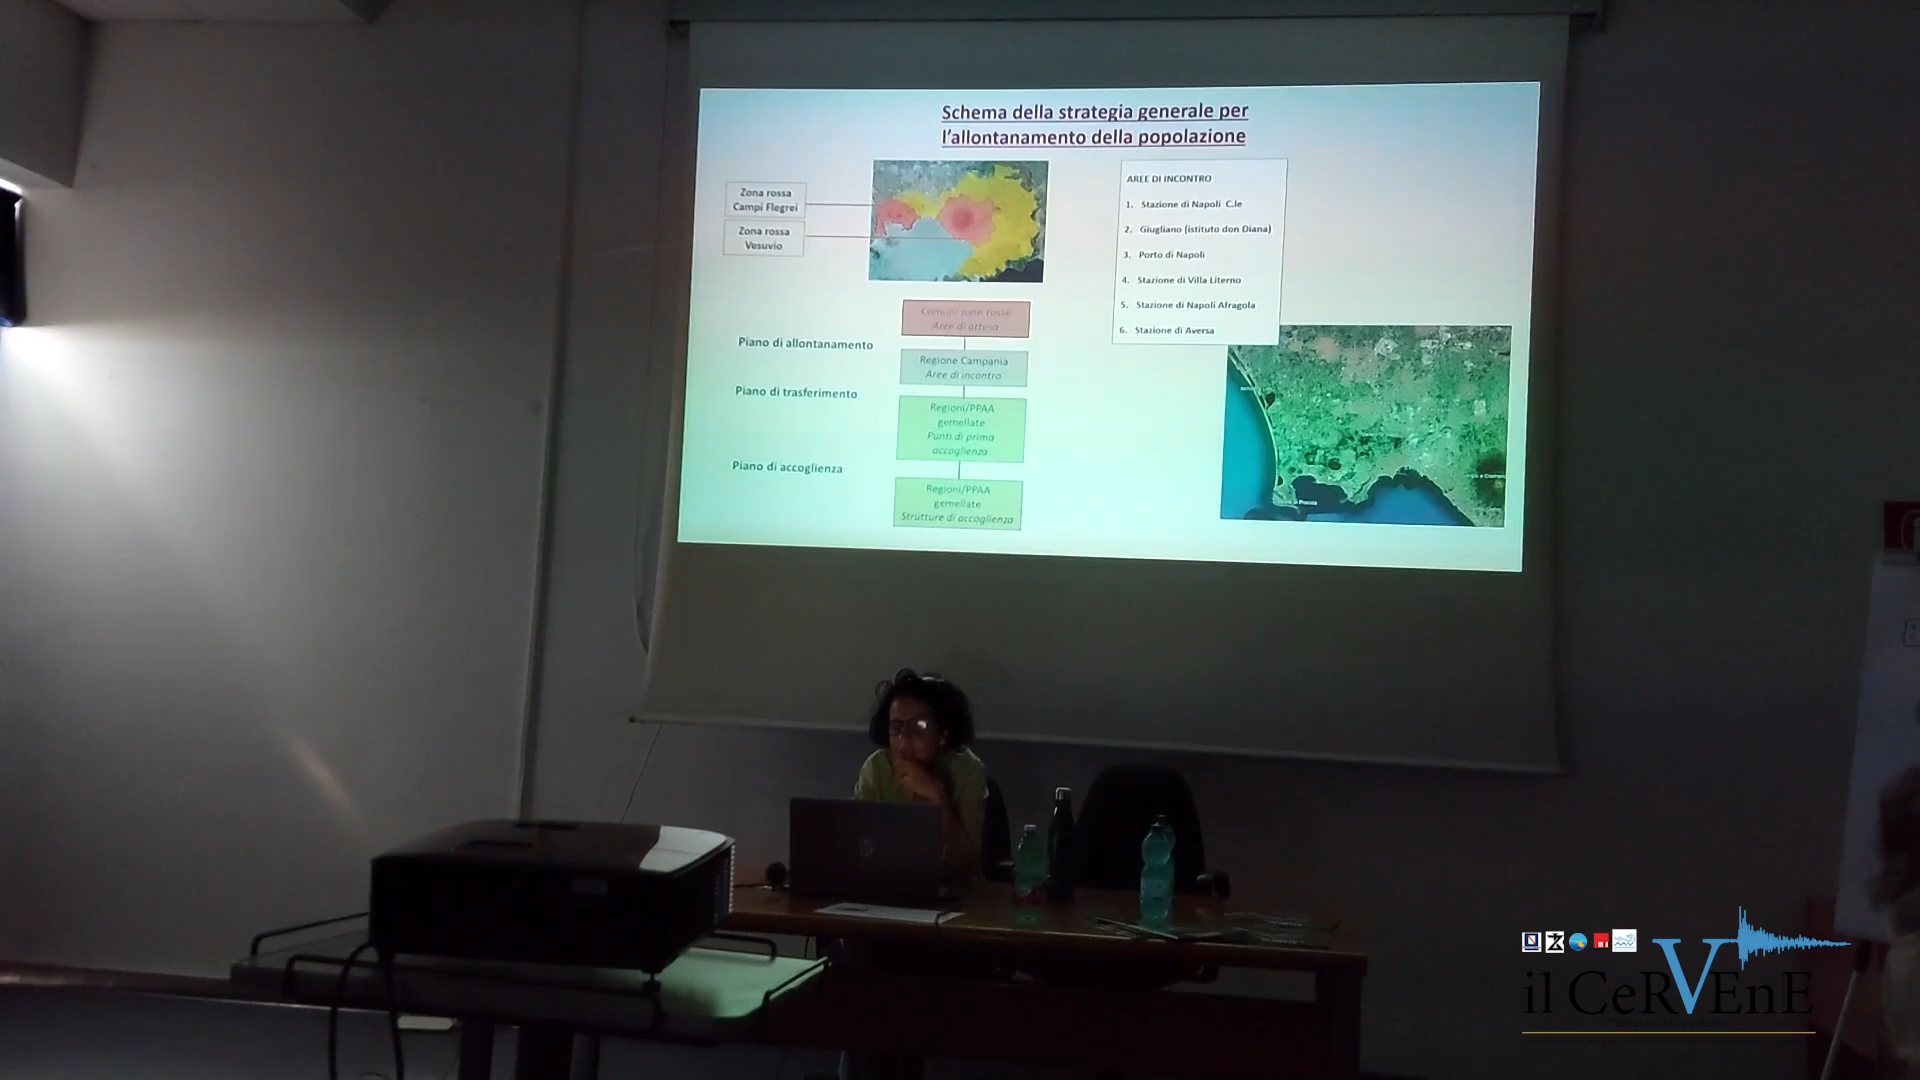 Schema della strategia generale per
l'allontanamento della popolazione
Zona rossa
Campi Flegrei
Zona rossa
Vesuvio
AREE DI INCONTRO
1. Stazione di Napoli C.le
2. Giugliano (istituto don Diana)
3. Porto di Napoli
4. Stazione di Villa Literno
5. Stazione di Napoli Afragola
6. Stazione di Aversa
Comuni zone rosse
Aree di attesa
Piano di allontanamento
Regione Campania
Aree di incontro
Piano di trasferimento
Regioni/PPAA
gemellate
Punti di prima
accoglienza
Piano di accoglienza
Regioni/PPAA
gemellate
Strutture di accoglienza
il CeRVEnE